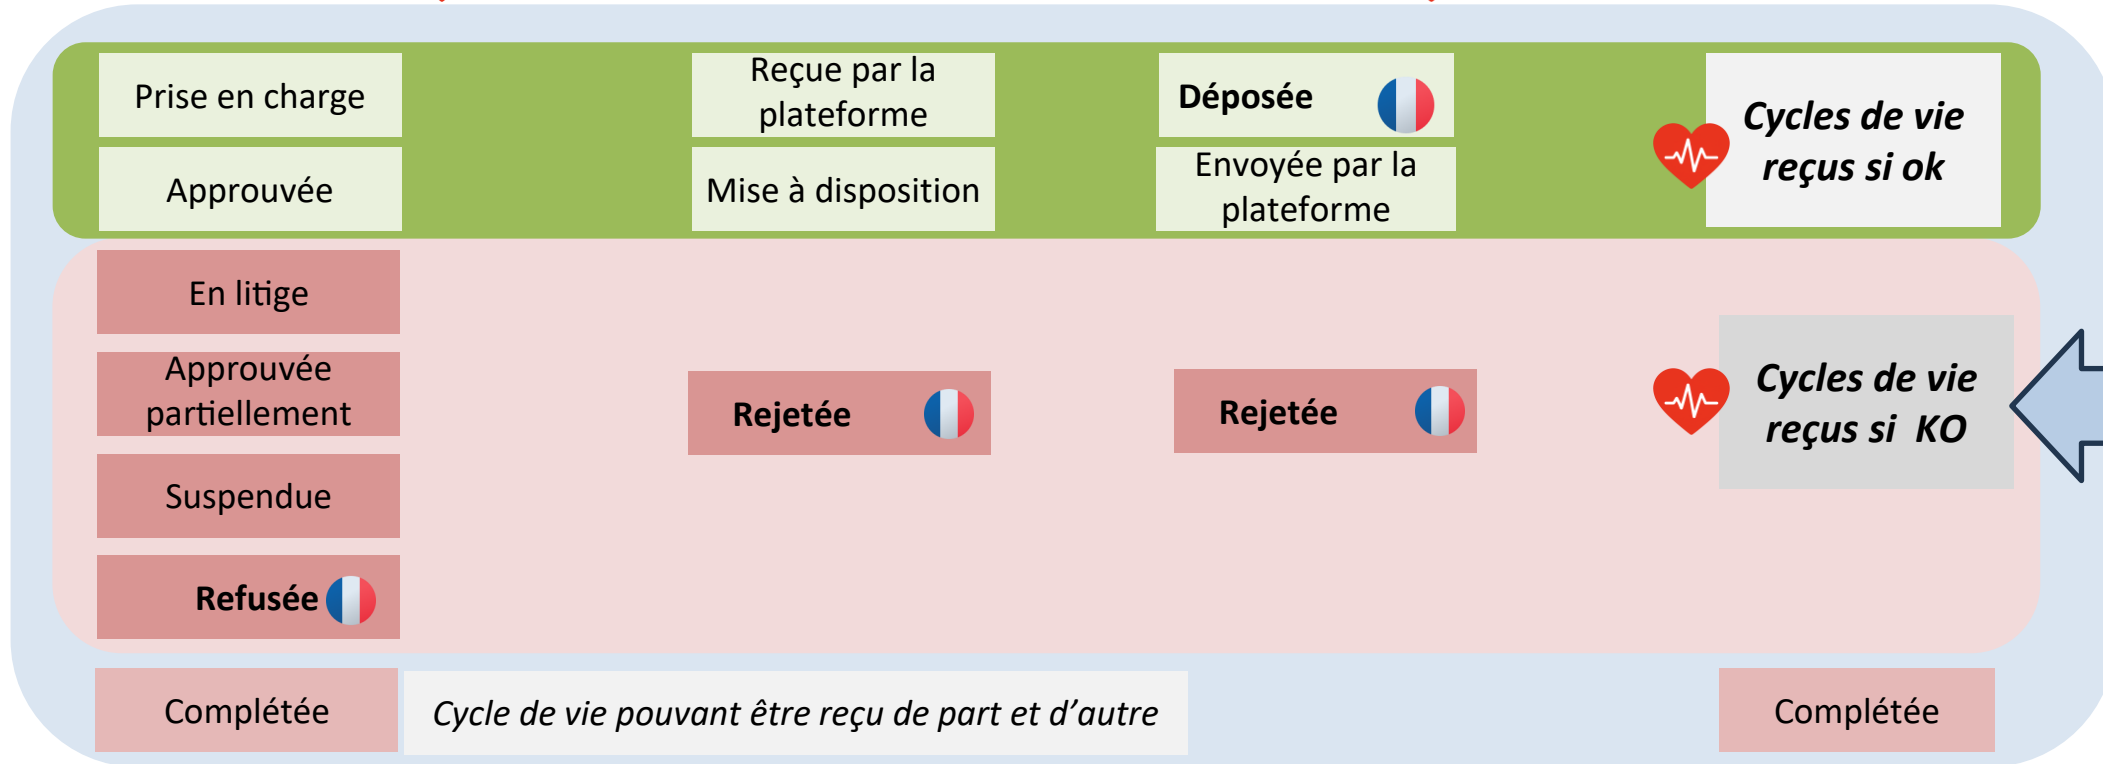 Prise en charge
Reçue par la
plateforme
Déposée
Cycles de vie
reçus si ok
Approuvée
Mise à disposition
Envoyée par la
plateforme
En litige
Approuvée
partiellement
Rejetée
Rejetée
Cycles de vie
reçus si KO
Suspendue
Refusée
Complétée
Cycle de vie pouvant être reçu de part et d’autre
Complétée